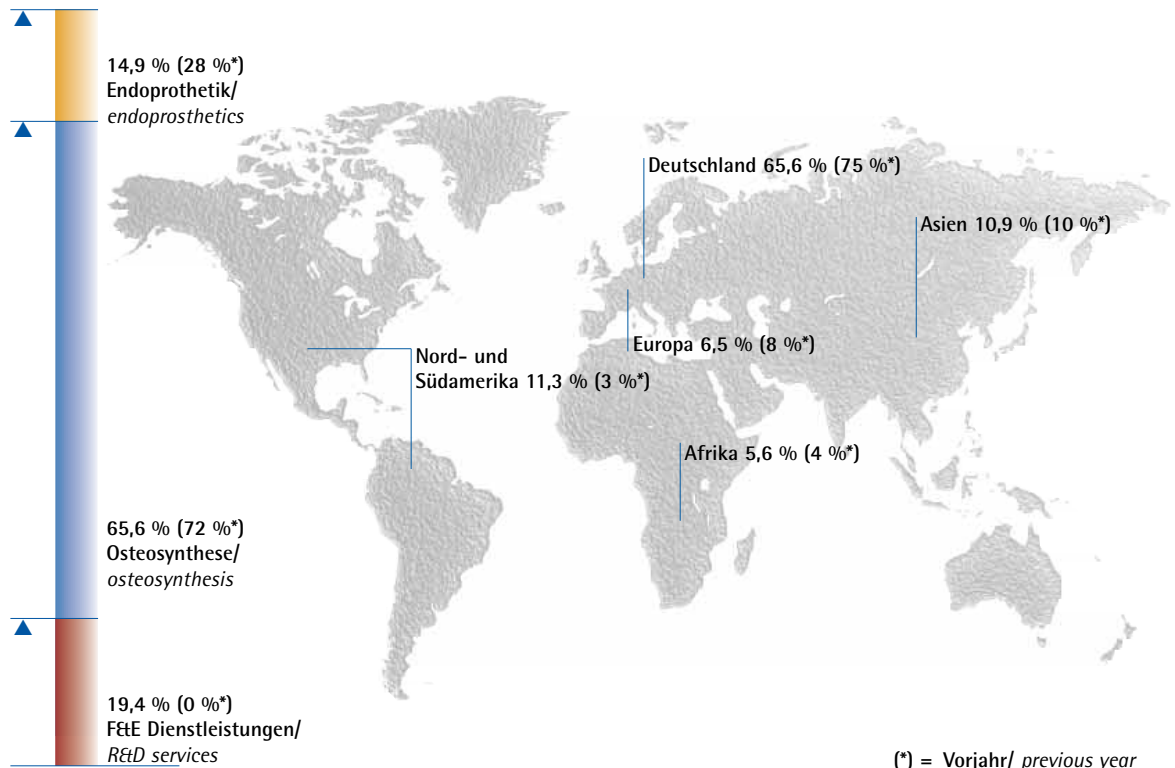 14,9 % (28 %*)
Endoprothetik/
endoprosthetics
65,6 % (72 %*)
Osteosynthese/
osteosynthesis
19,4 % (0 %*)
F&E Dienstleistungen/
R&D services
Deutschland 65,6 % (75 %*)
Asien 10,9 % (10 %*)
Europa 6,5 % (8 %*)
Nord- und
Südamerika 11,3 % (3 %*)
Afrika 5,6 % (4 %*)
(*) = Vorjahr/ previous year